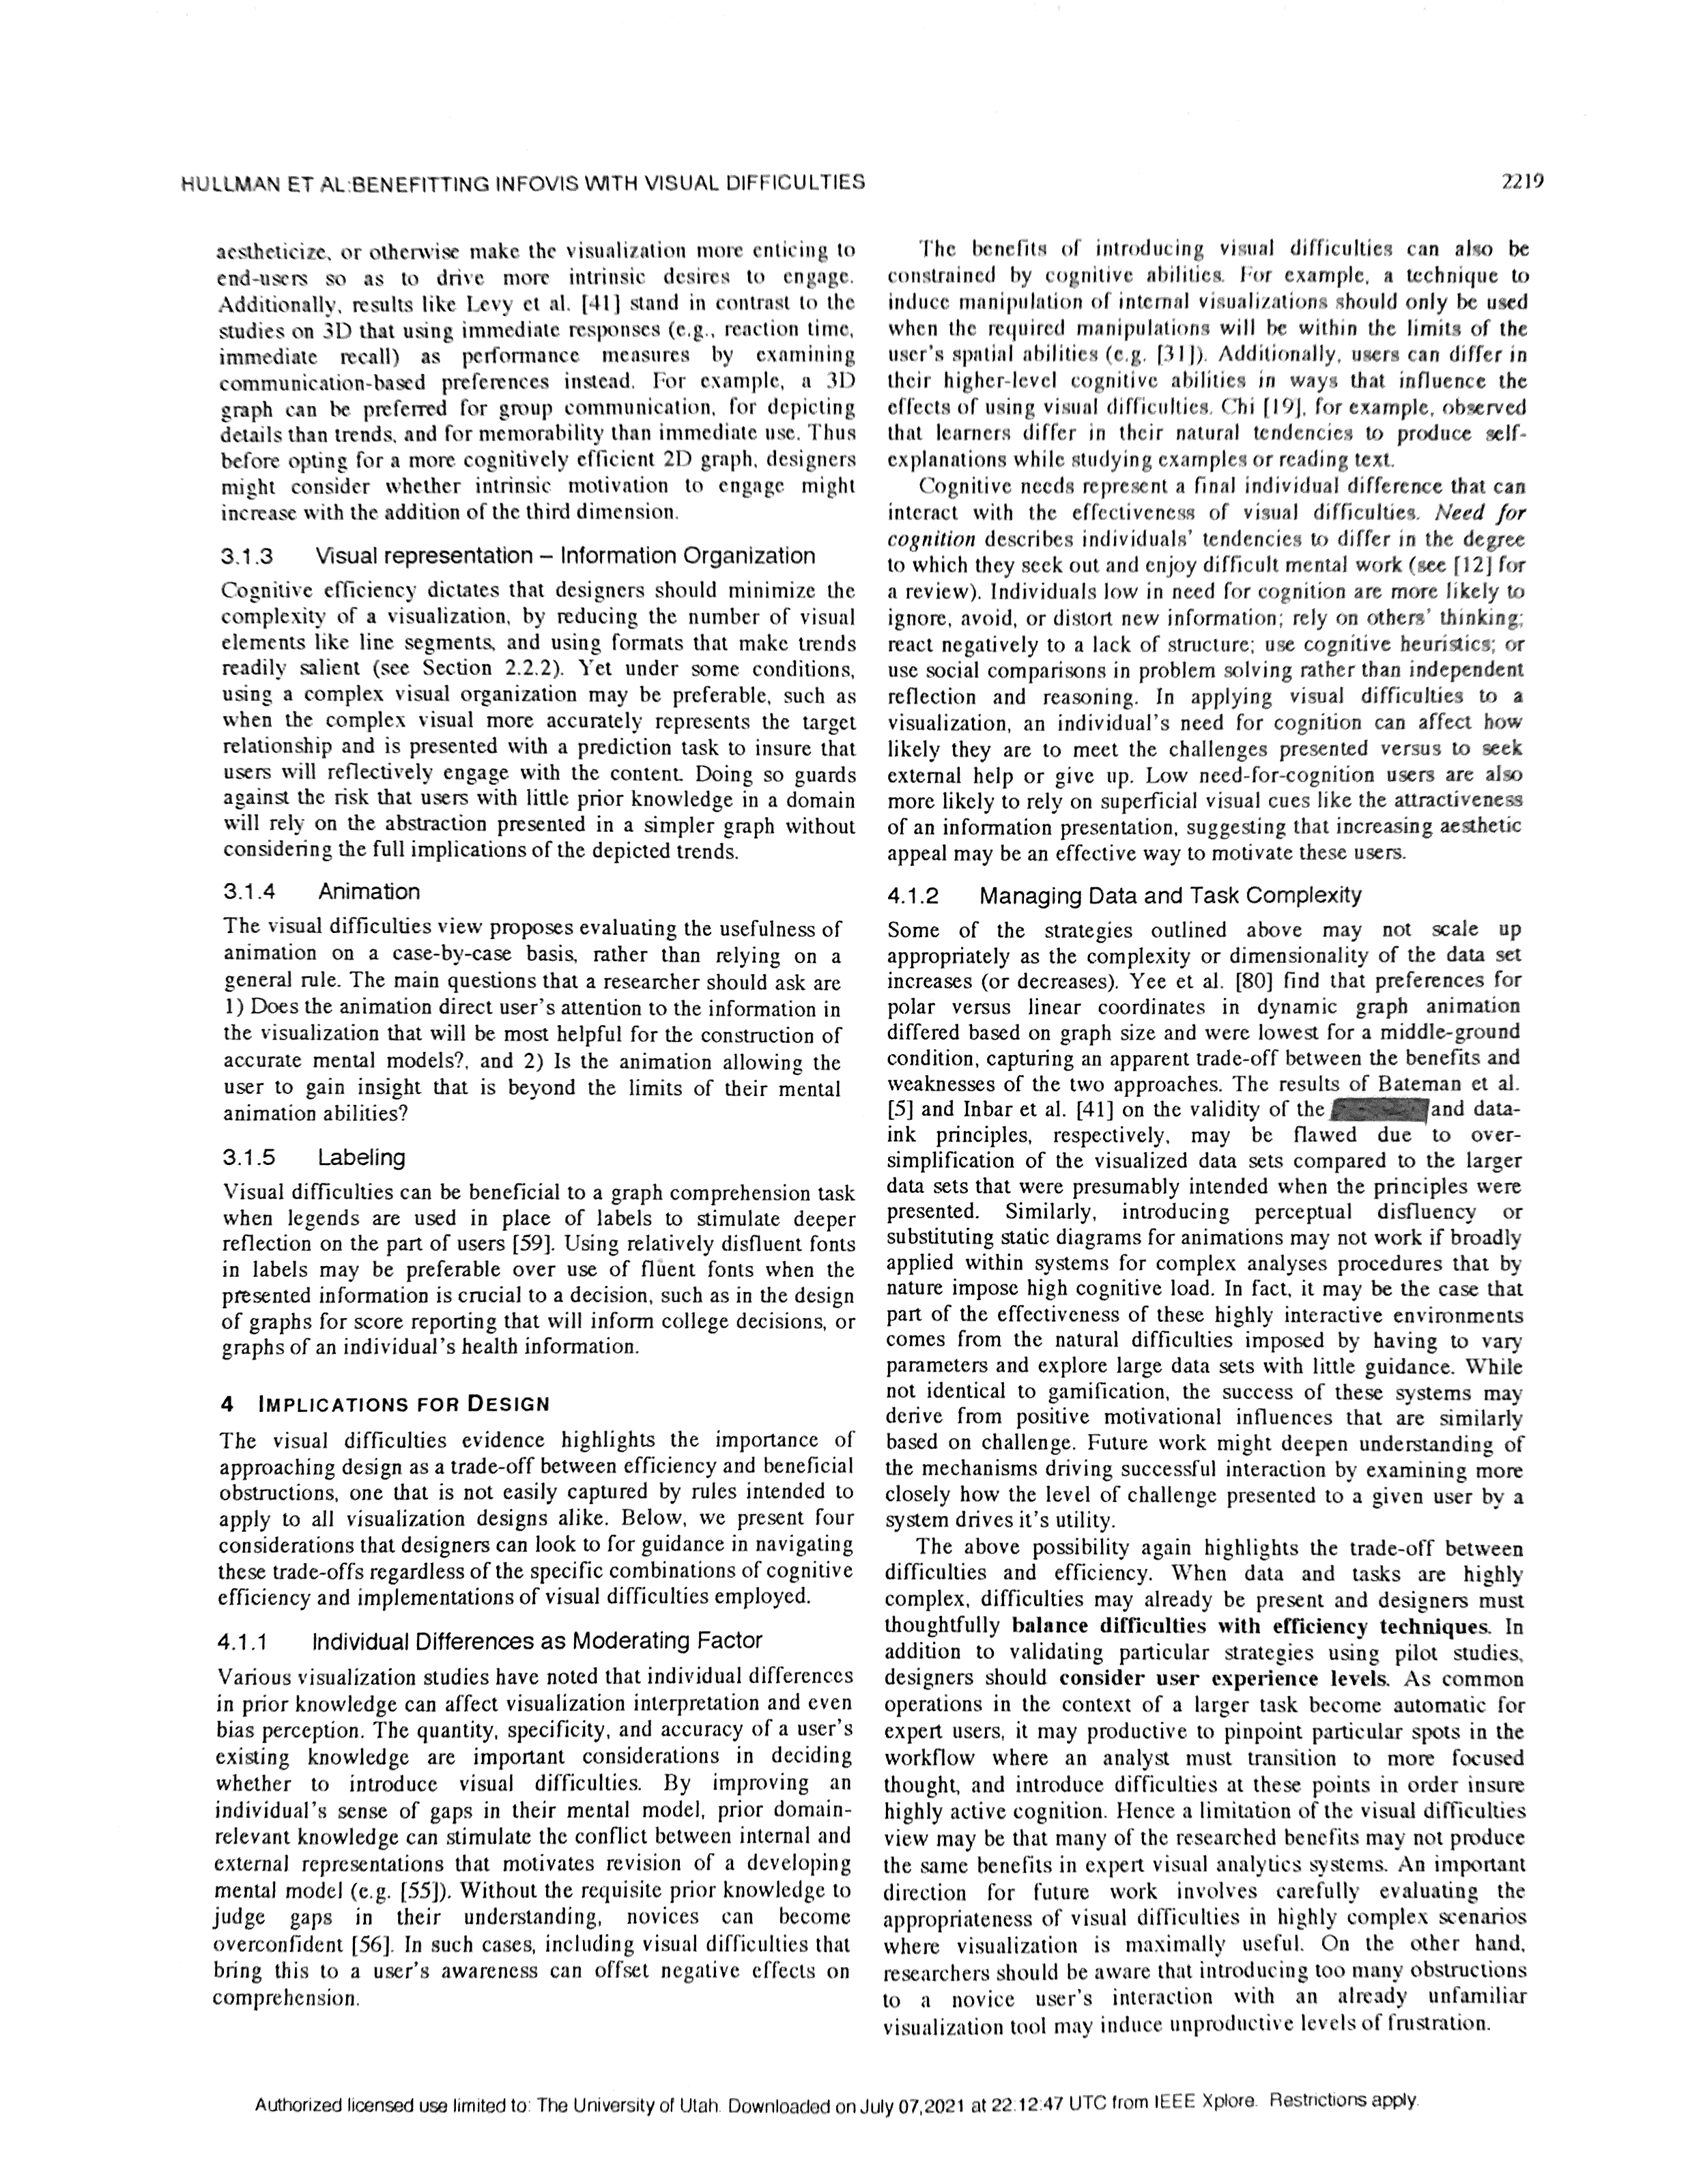 HULLMAN ET AL:BENEFITTING INFOVIS WITH VISUAL DIFFICULTIES
2219
aestheticize, or otherwise make the visualization more enticing to
end-users so as to drive more intrinsic desires to engage.
Additionally, results like Levy et al. [41] stand in contrast to the
studies on 3D that using immediate responses (e.g., reaction time,
immediate recall) as performance measures by examining
communication-based preferences instead. For example, a 3D
graph can be preferred for group communication, for depicting
details than trends, and for memorability than immediate use. Thus
before opting for a more cognitively efficient 2D graph, designers
might consider whether intrinsic motivation to engage might
increase with the addition of the third dimension.
3.1.3 Visual representation – Information Organization
Cognitive efficiency dictates that designers should minimize the
complexity of a visualization, by reducing the number of visual
elements like line segments, and using formats that make trends
readily salient (see Section 2.2.2). Yet under some conditions,
using a complex visual organization may be preferable, such as
when the complex visual more accurately represents the target
relationship and is presented with a prediction task to insure that
users will reflectively engage with the content. Doing so guards
against the risk that users with little prior knowledge in a domain
will rely on the abstraction presented in a simpler graph without
considering the full implications of the depicted trends.
3.1.4 Animation
The visual difficulties view proposes evaluating the usefulness of
animation on a case-by-case basis, rather than relying on a
general rule. The main questions that a researcher should ask are
1) Does the animation direct user's attention to the information in
the visualization that will be most helpful for the construction of
accurate mental models?, and 2) Is the animation allowing the
user to gain insight that is beyond the limits of their mental
animation abilities?
3.1.5 Labeling
Visual difficulties can be beneficial to a graph comprehension task
when legends are used in place of labels to stimulate deeper
reflection on the part of users [59]. Using relatively disfluent fonts
in labels may be preferable over use of fluent fonts when the
presented information is crucial to a decision, such as in the design
of graphs for score reporting that will inform college decisions, or
graphs of an individual's health information.
4 IMPLICATIONS FOR DESIGN
The visual difficulties evidence highlights the importance of
approaching design as a trade-off between efficiency and beneficial
obstructions, one that is not easily captured by rules intended to
apply to all visualization designs alike. Below, we present four
considerations that designers can look to for guidance in navigating
these trade-offs regardless of the specific combinations of cognitive
efficiency and implementations of visual difficulties employed.
4.1.1 Individual Differences as Moderating Factor
Various visualization studies have noted that individual differences
in prior knowledge can affect visualization interpretation and even
bias perception. The quantity, specificity, and accuracy of a user's
existing knowledge are important considerations in deciding
whether to introduce visual difficulties. By improving an
individual's sense of gaps in their mental model, prior domain-
relevant knowledge can stimulate the conflict between internal and
external representations that motivates revision of a developing
mental model (e.g. [55]). Without the requisite prior knowledge to
judge gaps in their understanding, novices can become
overconfident [56]. In such cases, including visual difficulties that
bring this to a user's awareness can offset negative effects on
comprehension.
The benefits of introducing visual difficulties can also be
constrained by cognitive abilities. For example, a technique to
induce manipulation of internal visualizations should only be used
when the required manipulations will be within the limits of the
user's spatial abilities (e.g. [31]). Additionally, users can differ in
their higher-level cognitive abilities in ways that influence the
effects of using visual difficulties. Chi [19], for example, observed
that learners differ in their natural tendencies to produce self-
explanations while studying examples or reading text.
Cognitive needs represent a final individual difference that can
interact with the effectiveness of visual difficulties. Need for
cognition describes individuals' tendencies to differ in the degree
to which they seek out and enjoy difficult mental work (see [12] for
a review). Individuals low in need for cognition are more likely to
ignore, avoid, or distort new information; rely on others' thinking;
react negatively to a lack of structure; use cognitive heuristics; or
use social comparisons in problem solving rather than independent
reflection and reasoning. In applying visual difficulties to a
visualization, an individual's need for cognition can affect how
likely they are to meet the challenges presented versus to seek
external help or give up. Low need-for-cognition users are also
more likely to rely on superficial visual cues like the attractiveness
of an information presentation, suggesting that increasing aesthetic
appeal may be an effective way to motivate these users.
4.1.2 Managing Data and Task Complexity
Some of the strategies outlined above may not scale up
appropriately as the complexity or dimensionality of the data set
increases (or decreases). Yee et al. [80] find that preferences for
polar versus linear coordinates in dynamic graph animation
differed based on graph size and were lowest for a middle-ground
condition, capturing an apparent trade-off between the benefits and
weaknesses of the two approaches. The results of Bateman et al.
[5] and Inbar et al. [41] on the validity of the and data-
ink principles, respectively, may be flawed due to over-
simplification of the visualized data sets compared to the larger
data sets that were presumably intended when the principles were
presented. Similarly, introducing perceptual disfluency or
substituting static diagrams for animations may not work if broadly
applied within systems for complex analyses procedures that by
nature impose high cognitive load. In fact, it may be the case that
part of the effectiveness of these highly interactive environments
comes from the natural difficulties imposed by having to vary
parameters and explore large data sets with little guidance. While
not identical to gamification, the success of these systems may
derive from positive motivational influences that are similarly
based on challenge. Future work might deepen understanding of
the mechanisms driving successful interaction by examining more
closely how the level of challenge presented to a given user by a
system drives it's utility.
The above possibility again highlights the trade-off between
difficulties and efficiency. When data and tasks are highly
complex, difficulties may already be present and designers must
thoughtfully balance difficulties with efficiency techniques. In
addition to validating particular strategies using pilot studies,
designers should consider user experience levels. As common
operations in the context of a larger task become automatic for
expert users, it may productive to pinpoint particular spots in the
workflow where an analyst must transition to more focused
thought, and introduce difficulties at these points in order insure
highly active cognition. Hence a limitation of the visual difficulties
view may be that many of the researched benefits may not produce
the same benefits in expert visual analytics systems. An important
direction for future work involves carefully evaluating the
appropriateness of visual difficulties in highly complex scenarios
where visualization is maximally useful. On the other hand,
researchers should be aware that introducing too many obstructions
to a novice user's interaction with an already unfamiliar
visualization tool may induce unproductive levels of frustration.
Authorized licensed use limited to: The University of Utah. Downloaded on July 07,2021 at 22:12:47 UTC from IEEE Xplore. Restrictions apply.